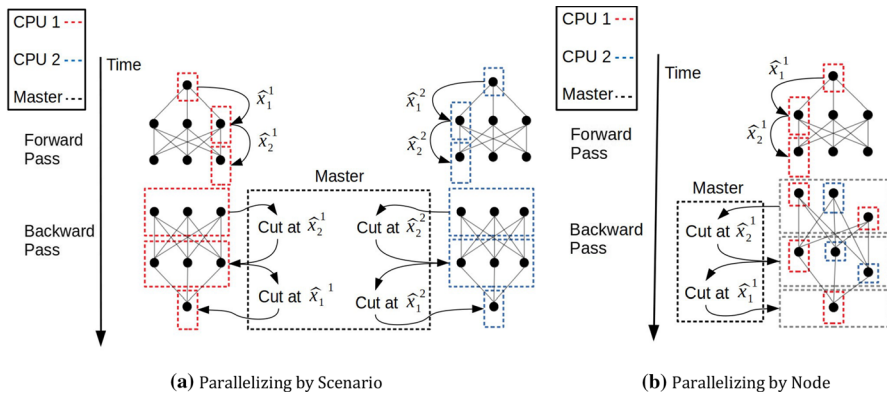 CPU 1
CPU 2
Master
Time
Forward
Pass
Backward
Pass
x̂₁¹
x̂₂¹
x̂₁²
x̂₂²
Master
Cut at x̂₂¹
Cut at x̂₂²
Cut at x̂₁¹
Cut at x̂₁²
(a) Parallelizing by Scenario
CPU 1
CPU 2
Master
Time
Forward
Pass
Backward
Pass
x̂₁¹
x̂₂¹
Master
Cut at x̂₂¹
Cut at x̂₁¹
(b) Parallelizing by Node